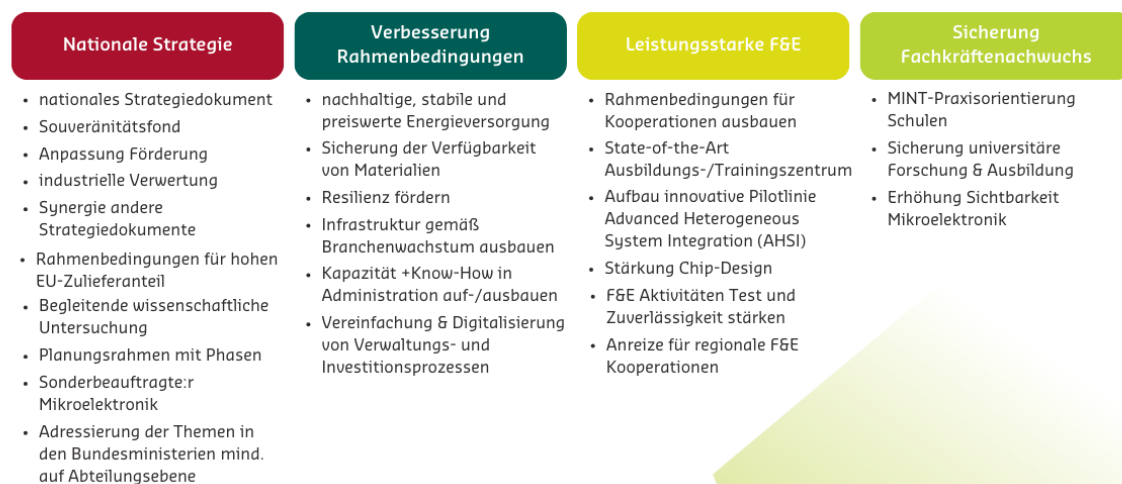 Nationale Strategie
• nationales Strategiedokument
• Souveränitätsfond
• Anpassung Förderung
• industrielle Verwertung
• Synergie andere
Strategiedokumente
• Rahmenbedingungen für hohen
EU-Zulieferanteil
• Begleitende wissenschaftliche
Untersuchung
• Planungsrahmen mit Phasen
• Sonderbeauftragte:r
Mikroelektronik
• Adressierung der Themen in
den Bundesministerien mind.
auf Abteilungsebene
Verbesserung
Rahmenbedingungen
• nachhaltige, stabile und
preiswerte Energieversorgung
• Sicherung der Verfügbarkeit
von Materialien
• Resilienz fördern
• Infrastruktur gemäß
Branchenwachstum ausbauen
• Kapazität +Know-How in
Administration auf-/ausbauen
• Vereinfachung & Digitalisierung
von Verwaltungs- und
Investitionsprozessen
Leistungsstarke F&E
• Rahmenbedingungen für
Kooperationen ausbauen
• State-of-the-Art
Ausbildungs-/Trainingszentrum
• Aufbau innovative Pilotlinie
Advanced Heterogeneous
System Integration (AHSI)
• Stärkung Chip-Design
• F&E Aktivitäten Test und
Zuverlässigkeit stärken
• Anreize für regionale F&E
Kooperationen
Sicherung
Fachkräftenachwuchs
• MINT-Praxisorientierung
Schulen
• Sicherung universitäre
Forschung & Ausbildung
• Erhöhung Sichtbarkeit
Mikroelektronik